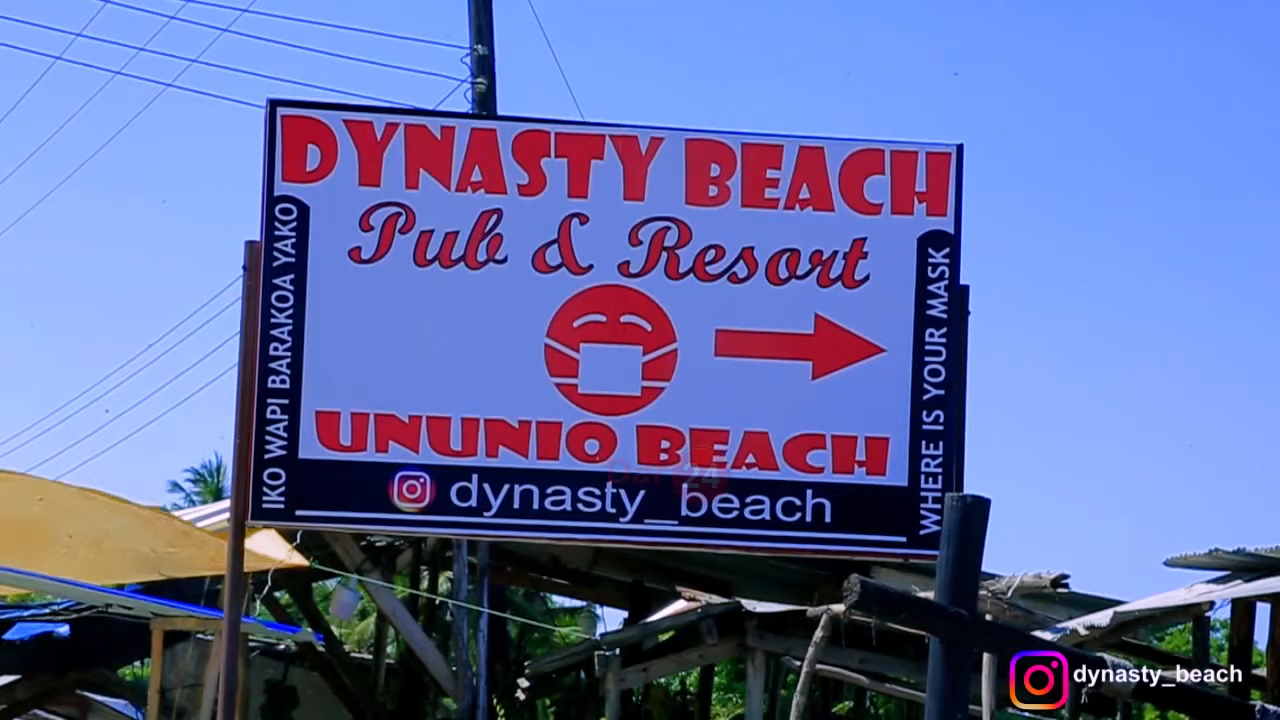 DYNASTY BEACH
Pub & Resort
IKO WAPI BARAKOA YAKO
WHERE IS YOUR MASK
UNUNIO BEACH
dynasty_beach
dynasty_beach